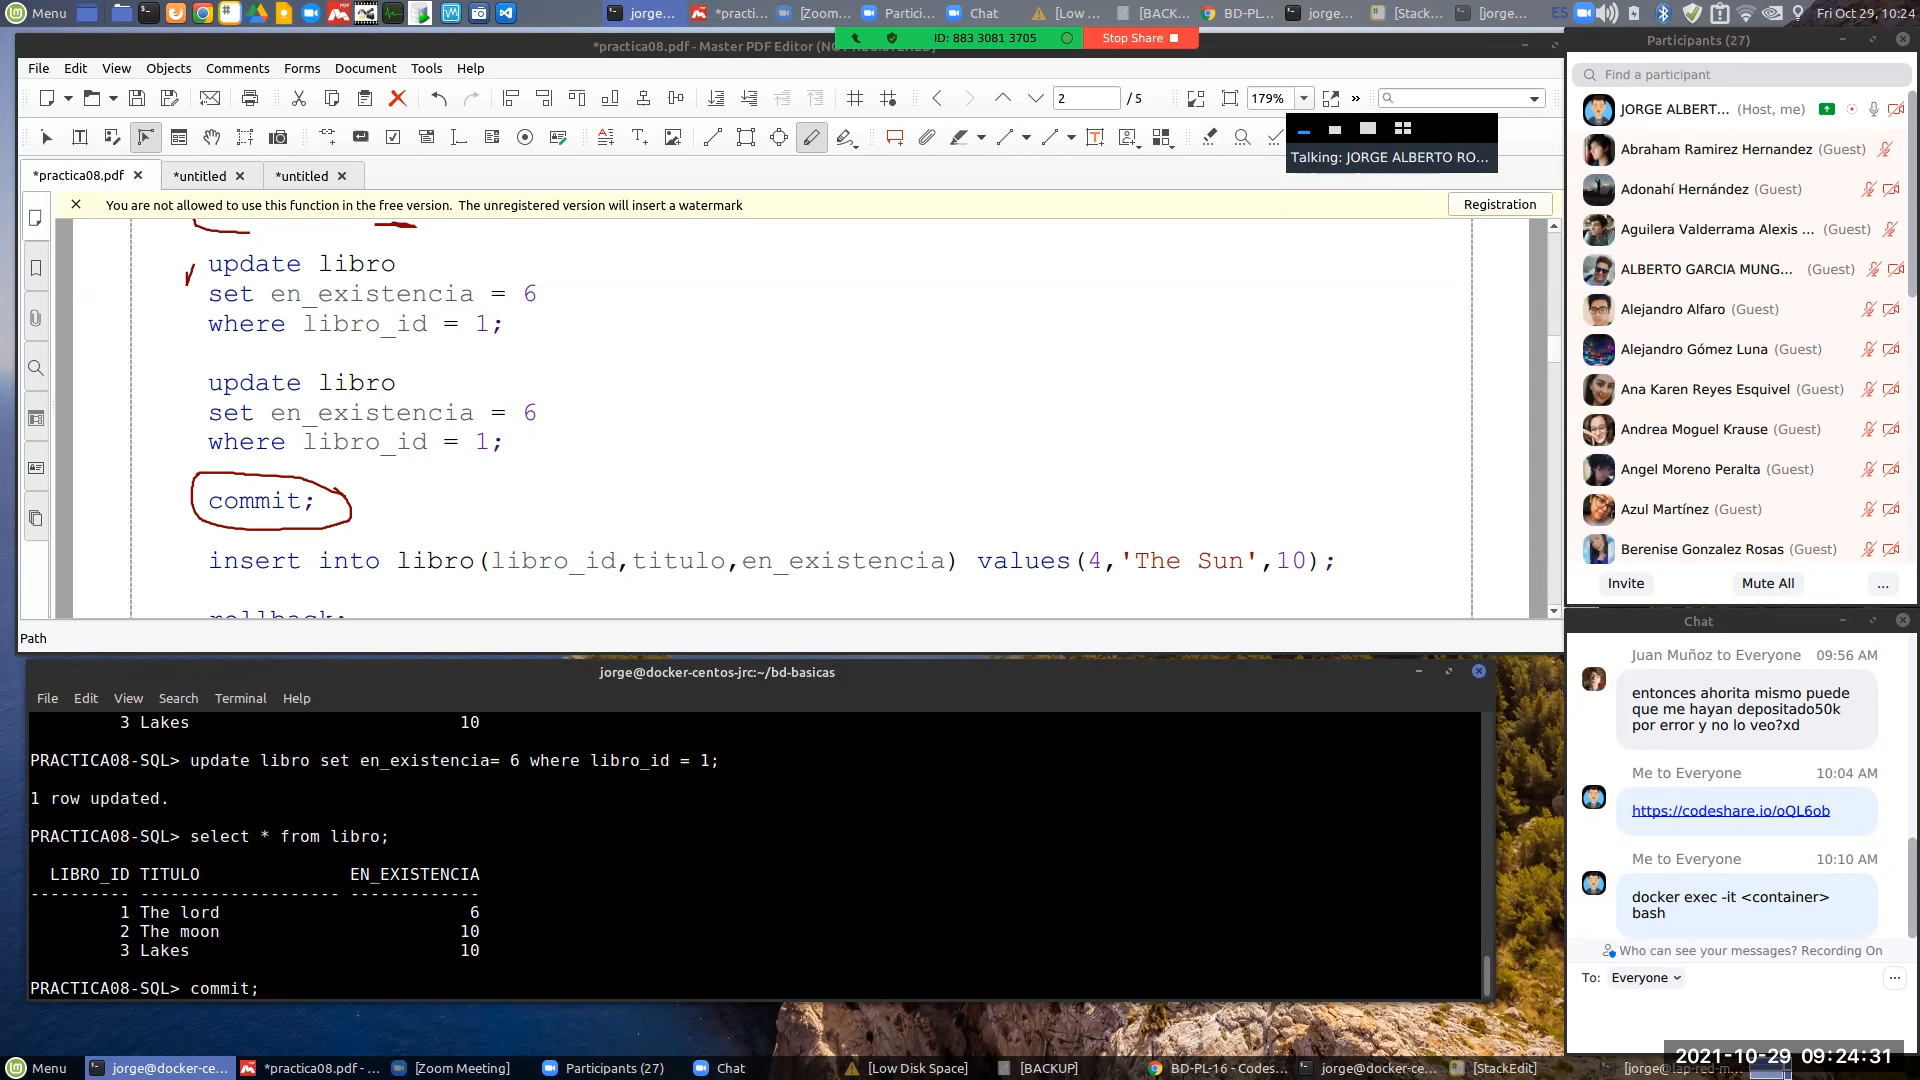 Menu
jorge...
*practi...
[Zoom...
Partici...
Chat
[Low ...
[BACK...
BD-PL...
jorge...
[Stack...
[jorge...
ES
Fri Oct 29, 10:24
*practica08.pdf - Master PDF Editor (NO
ID: 883 3081 3705
Stop Share
File Edit View Objects Comments Forms Document Tools Help
2 / 5
179%
Talking: JORGE ALBERTO RO...
*practica08.pdf
*untitled
*untitled
You are not allowed to use this function in the free version. The unregistered version will insert a watermark
Registration
update libro
set en_existencia = 6
where libro_id = 1;
update libro
set en_existencia = 6
where libro_id = 1;
commit;
insert into libro(libro_id,titulo,en_existencia) values(4,'The Sun',10);
rollback;
Path
jorge@docker-centos-jrc:~/bd-basicas
File Edit View Search Terminal Help
3 Lakes 10
PRACTICA08-SQL> update libro set en_existencia= 6 where libro_id = 1;
1 row updated.
PRACTICA08-SQL> select * from libro;
LIBRO_ID TITULO EN_EXISTENCIA
---------- -------------------- -------------
1 The lord 6
2 The moon 10
3 Lakes 10
PRACTICA08-SQL> commit;
Participants (27)
Find a participant
JORGE ALBERT... (Host, me)
Abraham Ramirez Hernandez (Guest)
Adonahí Hernández (Guest)
Aguilera Valderrama Alexis ... (Guest)
ALBERTO GARCIA MUNG... (Guest)
Alejandro Alfaro (Guest)
Alejandro Gómez Luna (Guest)
Ana Karen Reyes Esquivel (Guest)
Andrea Moguel Krause (Guest)
Angel Moreno Peralta (Guest)
Azul Martínez (Guest)
Berenise Gonzalez Rosas (Guest)
Invite
Mute All
...
Chat
Juan Muñoz to Everyone 09:56 AM
entonces ahorita mismo puede
que me hayan depositado50k
por error y no lo veo?xd
Me to Everyone 10:04 AM
https://codeshare.io/oQL6ob
Me to Everyone 10:10 AM
docker exec -it <container>
bash
Who can see your messages? Recording On
To: Everyone
Menu
jorge@docker-ce...
*practica08.pdf - ...
[Zoom Meeting]
Participants (27)
Chat
[Low Disk Space]
[BACKUP]
BD-PL-16 - Codes...
jorge@docker-ce...
[StackEdit]
[jorge@lap-red-m...
2021-10-29 09:24:31